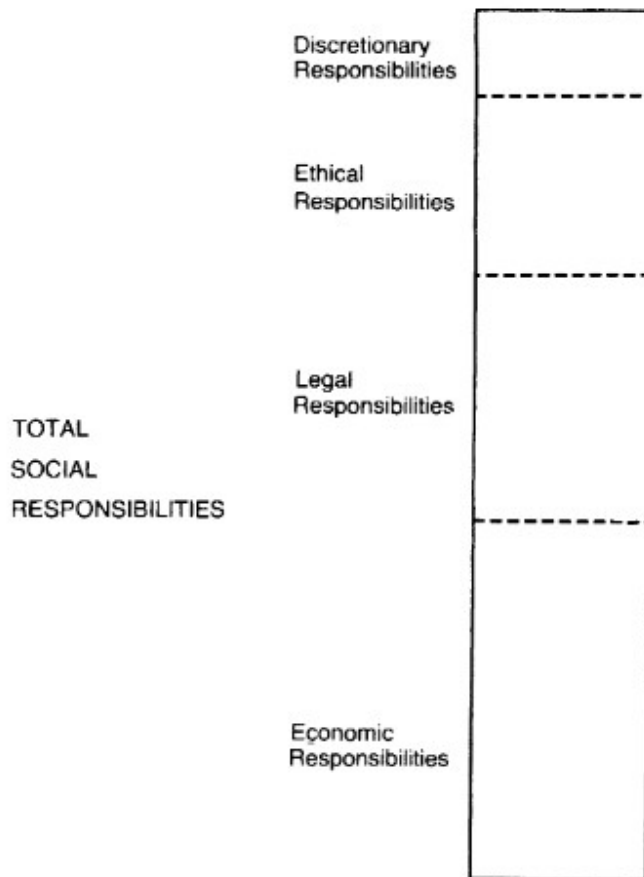 Discretionary
Responsibilities
Ethical
Responsibilities
Legal
Responsibilities
TOTAL
SOCIAL
RESPONSIBILITIES
Economic
Responsibilities